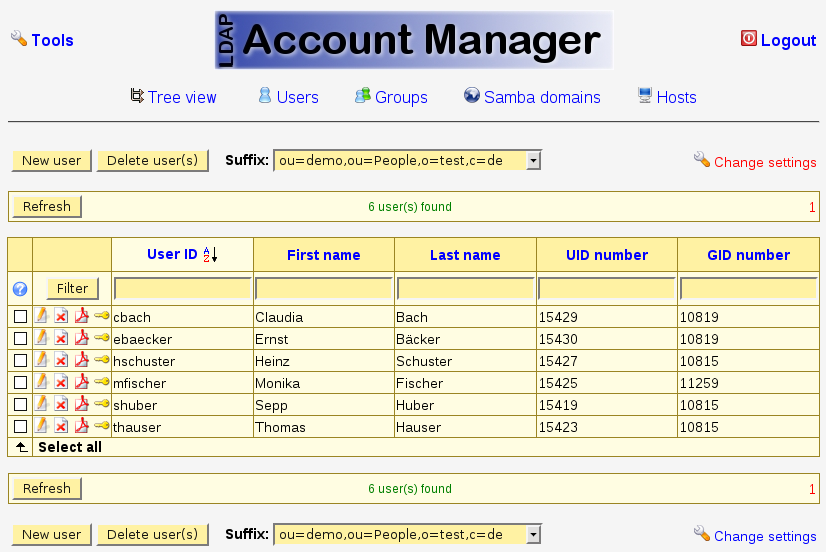 Tools LDAP Account Manager Logout
Tree view Users Groups Samba domains Hosts
New user Delete user(s) Suffix: ou=demo,ou=People,o=test,c=de Change settings
Refresh 6 user(s) found 1
User ID AZ First name Last name UID number GID number
? Filter
cbach Claudia Bach 15429 10819
ebaecker Ernst Bäcker 15430 10819
hschuster Heinz Schuster 15427 10815
mfischer Monika Fischer 15425 11259
shuber Sepp Huber 15419 10815
thauser Thomas Hauser 15423 10815
Select all
Refresh 6 user(s) found 1
New user Delete user(s) Suffix: ou=demo,ou=People,o=test,c=de Change settings